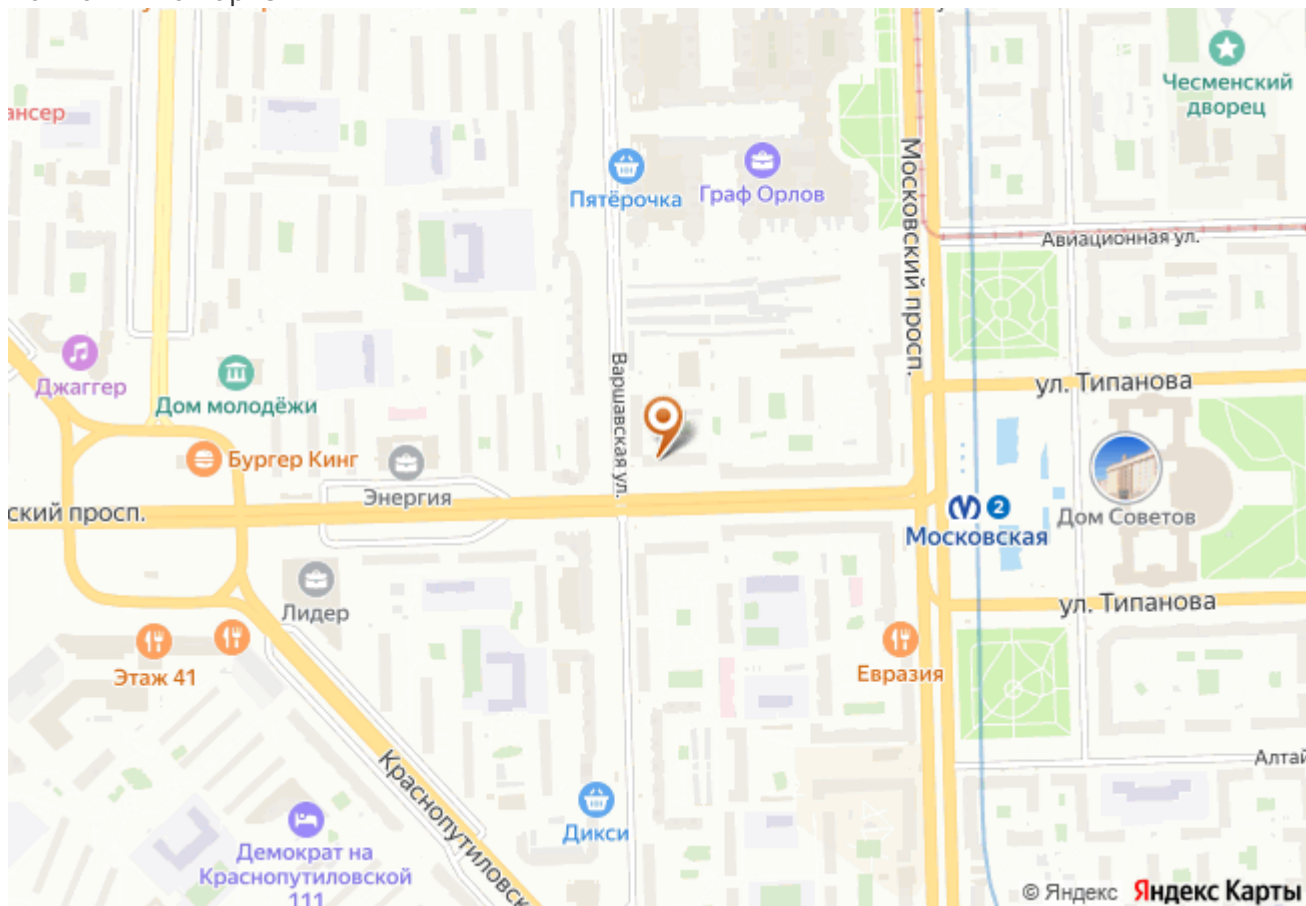 ансер
Чесменский
дворец
Пятёрочка
Граф Орлов
Московский просп.
Авиационная ул.
Джаггер
Дом молодёжи
Варшавская ул.
ул. Типанова
Бургер Кинг
Энергия
ский просп.
2
Московская
Дом Советов
Лидер
ул. Типанова
Этаж 41
Евразия
Краснопутиловск
Алтай
Дикси
Демократ на
Краснопутиловской
111
© Яндекс Яндекс Карты